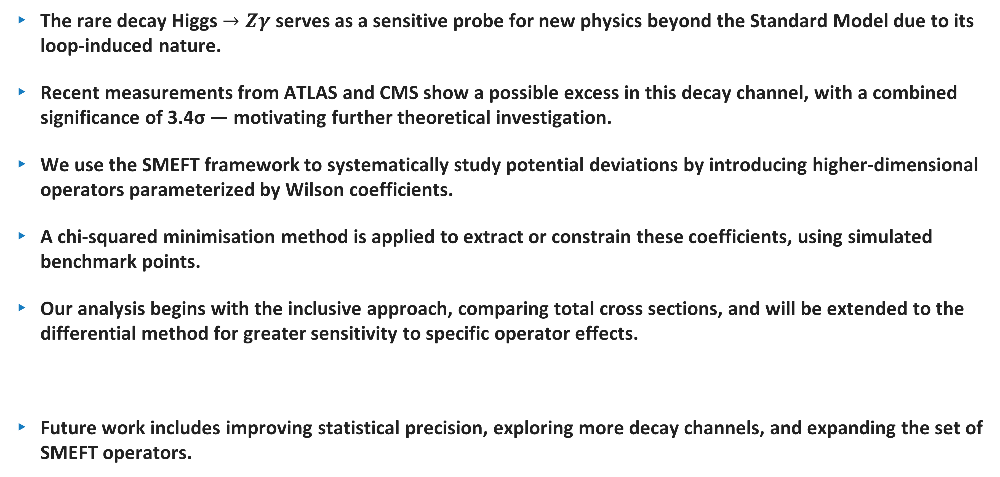 ▸ The rare decay Higgs → Zγ serves as a sensitive probe for new physics beyond the Standard Model due to its
loop-induced nature.
▸ Recent measurements from ATLAS and CMS show a possible excess in this decay channel, with a combined
significance of 3.4σ — motivating further theoretical investigation.
▸ We use the SMEFT framework to systematically study potential deviations by introducing higher-dimensional
operators parameterized by Wilson coefficients.
▸ A chi-squared minimisation method is applied to extract or constrain these coefficients, using simulated
benchmark points.
▸ Our analysis begins with the inclusive approach, comparing total cross sections, and will be extended to the
differential method for greater sensitivity to specific operator effects.
▸ Future work includes improving statistical precision, exploring more decay channels, and expanding the set of
SMEFT operators.